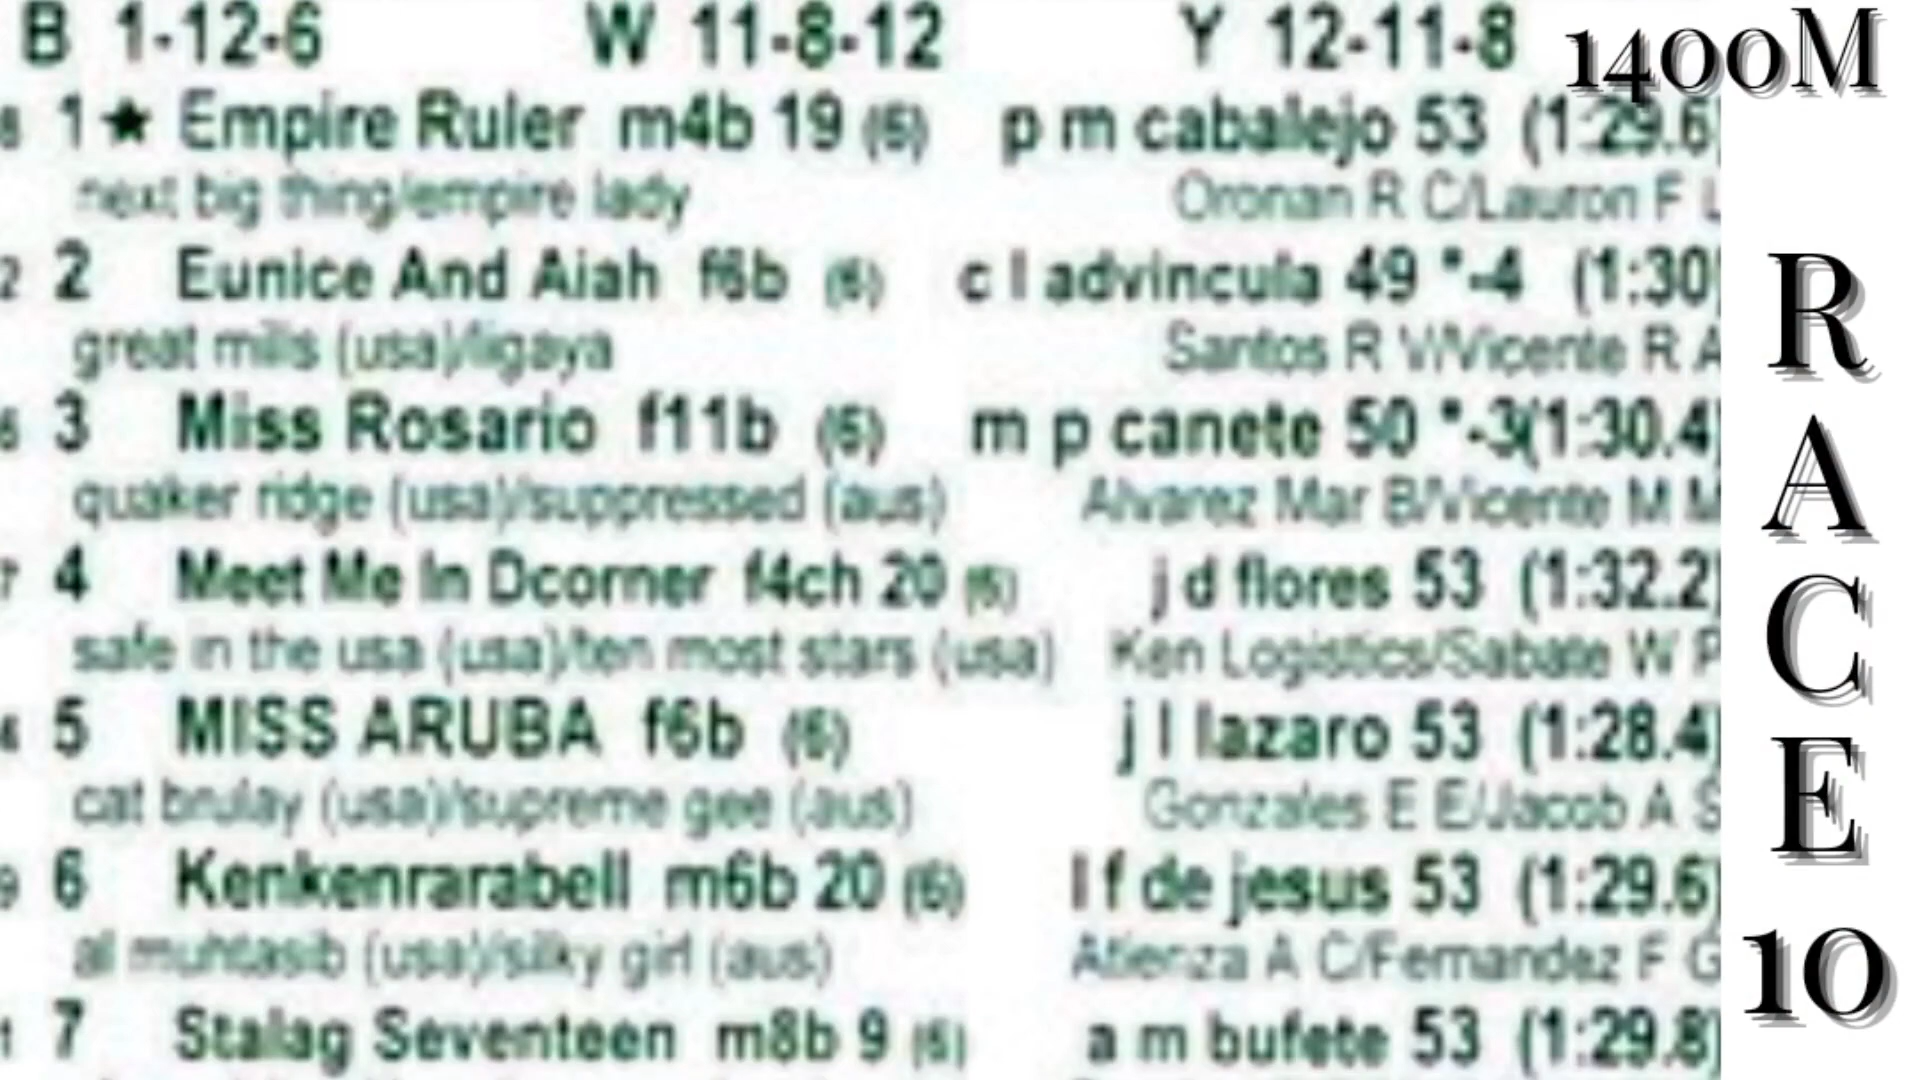 B 1-12-6 W 11-8-12 Y 12-11-8
1400M
1★ Empire Ruler m4b 19 (6) p m cabalejo 53 (1:29.6)
next big thing/empire lady Oronan R C/Lauron F L
2 2 Eunice And Aiah f6b (6) c l advincula 49 *-4 (1:30)
great mills (usa)/ligaya Santos R V/Vicente R A
3 Miss Rosario f11b (6) m p canete 50 *-3(1:30.4)
quaker ridge (usa)/suppressed (aus) Alvarez Mar B/Vicente M M
7 4 Meet Me In Dcorner f4ch 20 (6) j d flores 53 (1:32.2)
safe in the usa (usa)/ten most stars (usa) Ken Logistics/Sabate W P
5 MISS ARUBA f6b (6) j l lazaro 53 (1:28.4)
cat brulay (usa)/supreme gee (aus) Gonzales E E/Jacob A S
9 6 Kenkenrarabell m6b 20 (6) l f de jesus 53 (1:29.6)
al muhtasib (usa)/silky girl (aus) Atienza A C/Fernandez F G
7 Stalag Seventeen m8b 9 (6) a m bufete 53 (1:29.8)
RACE
10